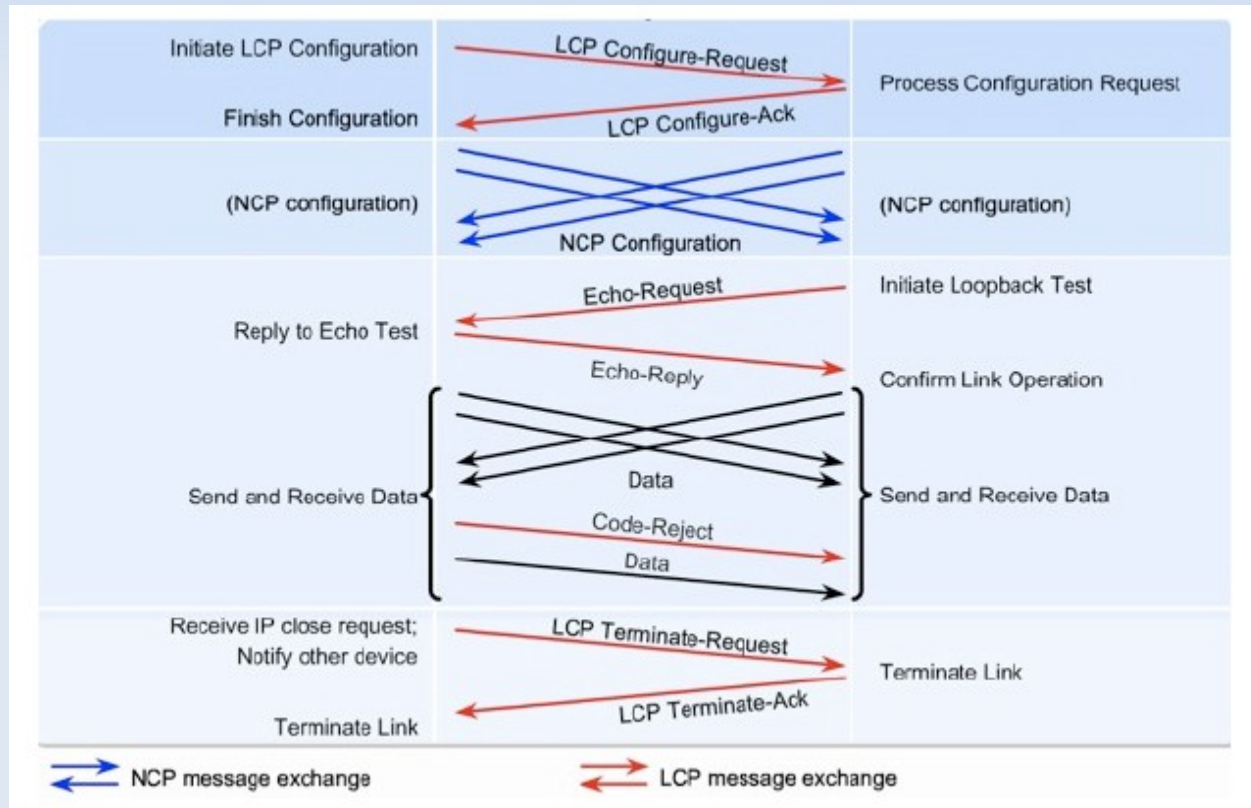 Initiate LCP Configuration
LCP Configure-Request
Process Configuration Request
Finish Configuration
LCP Configure-Ack
(NCP configuration)
(NCP configuration)
NCP Configuration
Echo-Request
Initiate Loopback Test
Reply to Echo Test
Echo-Reply
Confirm Link Operation
Data
Send and Receive Data
Send and Receive Data
Code-Reject
Data
Receive IP close request;
Notify other device
LCP Terminate-Request
Terminate Link
LCP Terminate-Ack
Terminate Link
NCP message exchange
LCP message exchange